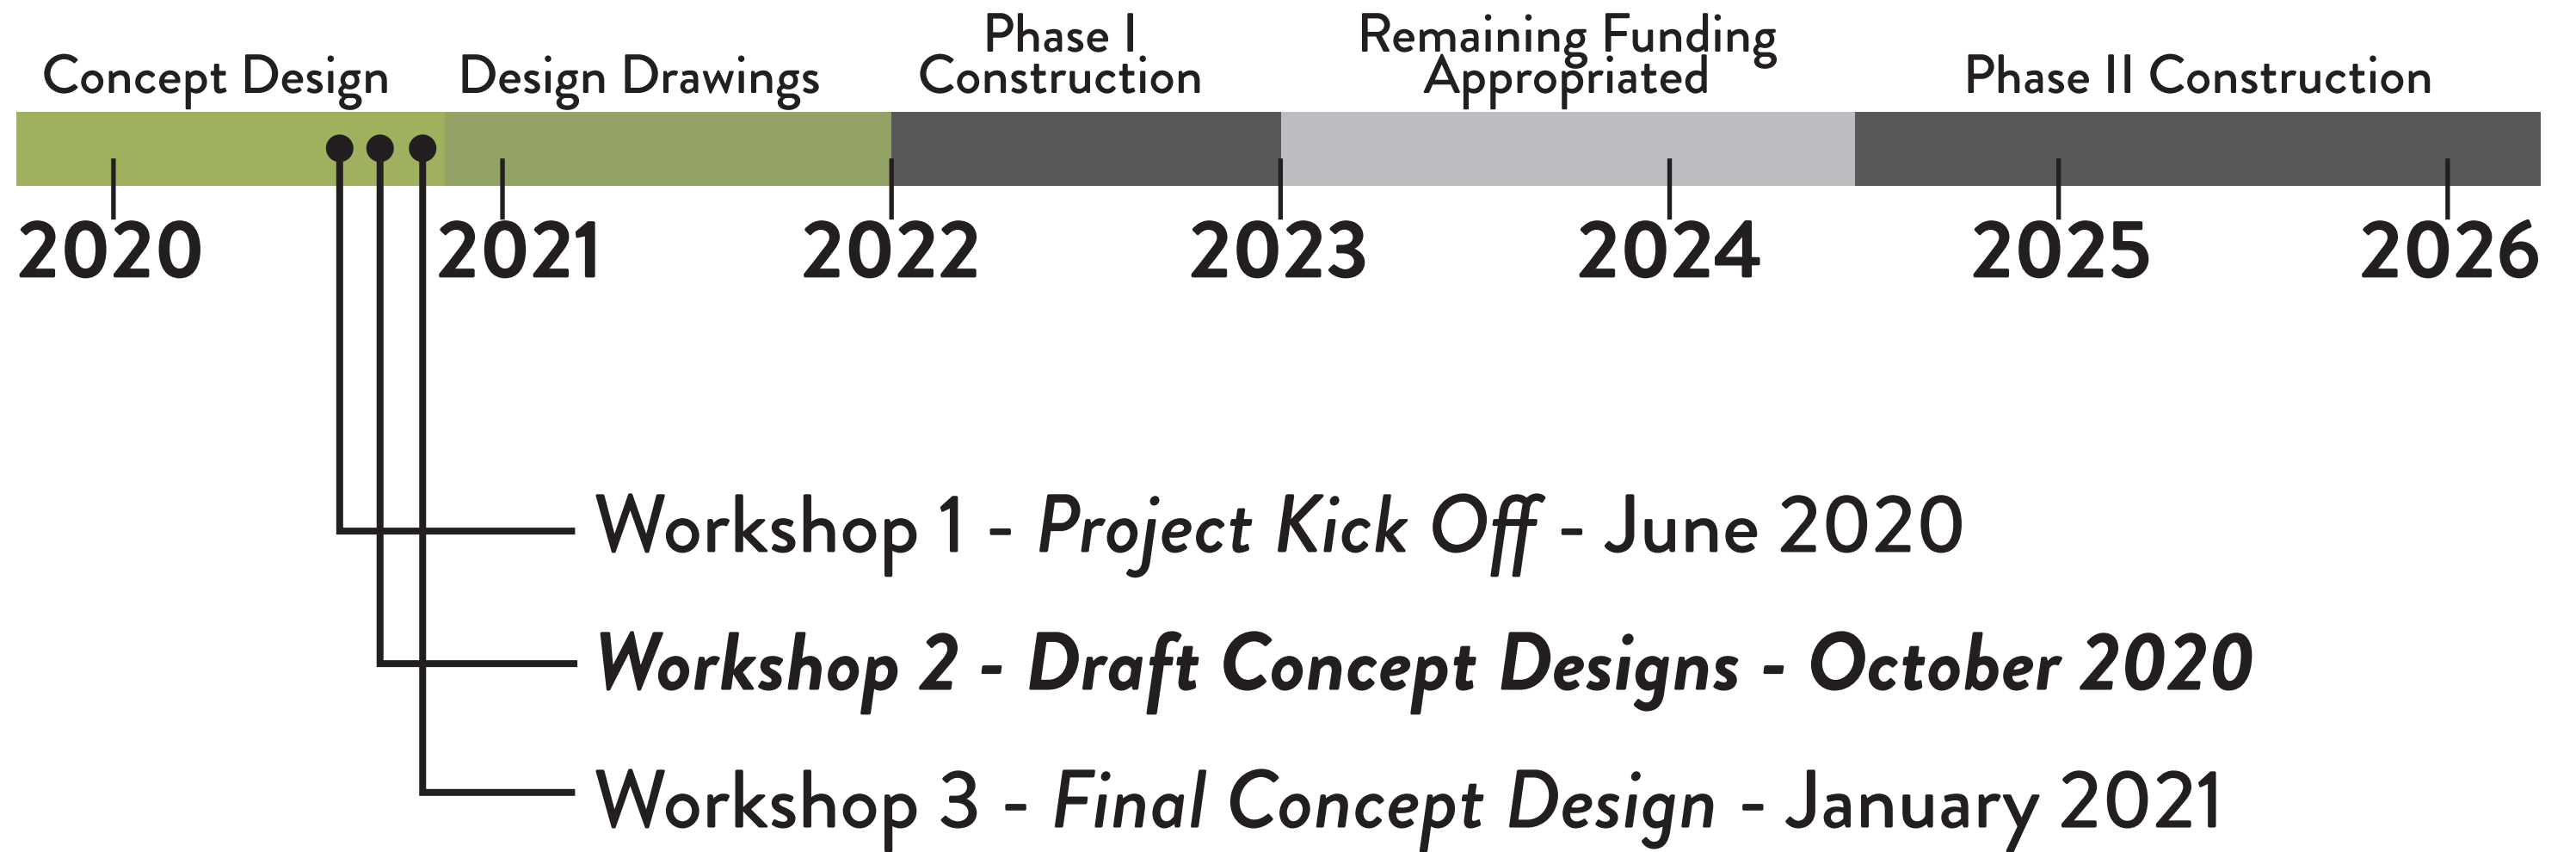 Concept Design
Design Drawings
Phase I
Construction
Remaining Funding
Appropriated
Phase II Construction
2020
2021
2022
2023
2024
2025
2026
Workshop 1 - Project Kick Off - June 2020
Workshop 2 - Draft Concept Designs - October 2020
Workshop 3 - Final Concept Design - January 2021